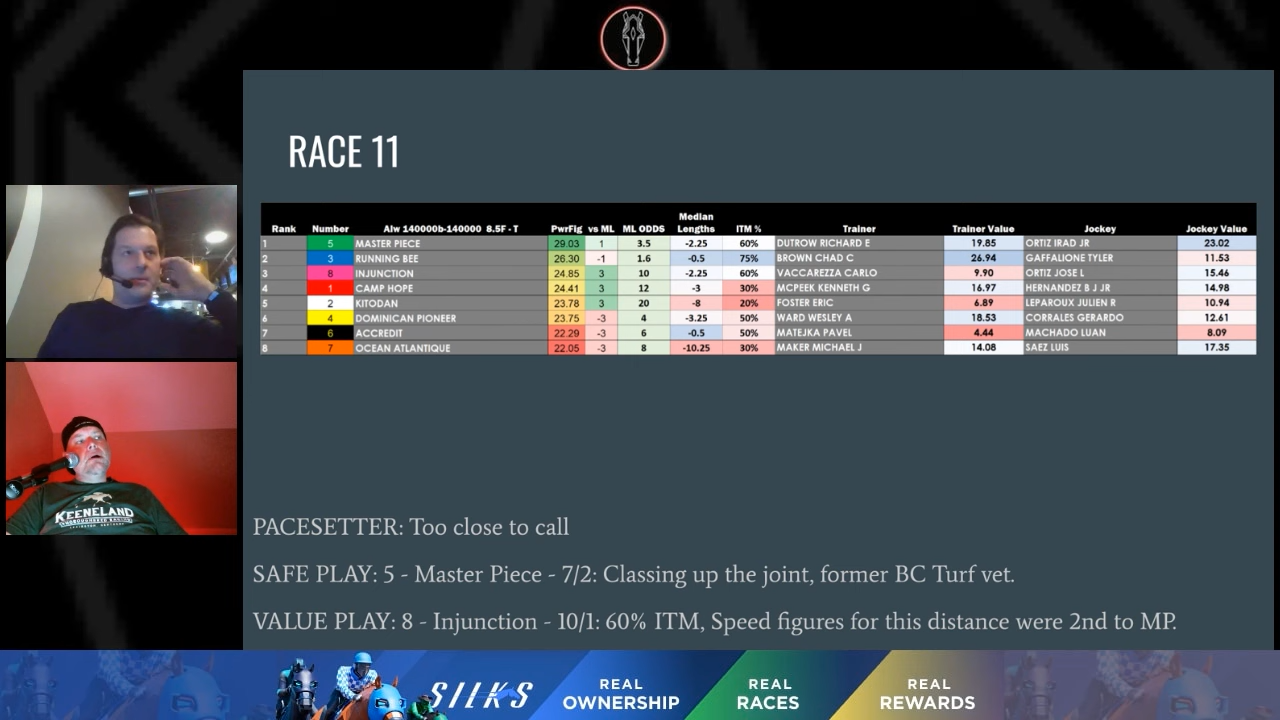 RACE 11
Rank Number Alw 140000b-140000 8.5F - T PwrFig vs ML ML ODDS Median Lengths ITM % Trainer Trainer Value Jockey Jockey Value
1 5 MASTER PIECE 29.03 1 3.5 -2.25 60% DUTROW RICHARD E 19.85 ORTIZ IRAD JR 23.02
2 3 RUNNING BEE 26.30 -1 1.6 -0.5 75% BROWN CHAD C 26.94 GAFFALIONE TYLER 11.53
3 8 INJUNCTION 24.85 3 10 -2.25 60% VACCAREZZA CARLO 9.90 ORTIZ JOSE L 15.46
4 1 CAMP HOPE 24.41 3 12 -3 30% MCPEEK KENNETH G 16.97 HERNANDEZ B J JR 14.98
5 2 KITODAN 23.78 3 20 -8 20% FOSTER ERIC 6.89 LEPAROUX JULIEN R 10.94
6 4 DOMINICAN PIONEER 23.75 -3 4 -3.25 50% WARD WESLEY A 18.53 CORRALES GERARDO 12.61
7 6 ACCREDIT 22.29 -3 6 -0.5 50% MATEJKA PAVEL 4.44 MACHADO LUAN 8.09
8 7 OCEAN ATLANTIQUE 22.05 -3 8 -10.25 30% MAKER MICHAEL J 14.08 SAEZ LUIS 17.35
KEENELAND
PACESETTER: Too close to call
SAFE PLAY: 5 - Master Piece - 7/2: Classing up the joint, former BC Turf vet.
VALUE PLAY: 8 - Injunction - 10/1: 60% ITM, Speed figures for this distance were 2nd to MP.
SILKS
REAL OWNERSHIP
REAL RACES
REAL REWARDS